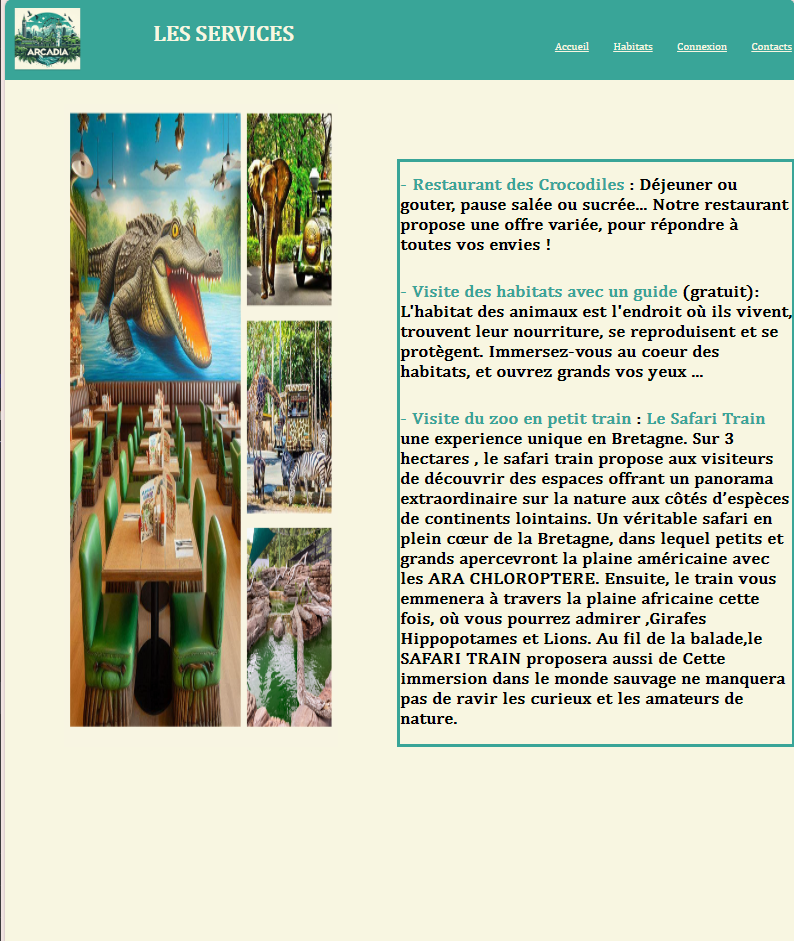 ARCADIA
LES SERVICES
Accueil Habitats Connexion Contacts
- Restaurant des Crocodiles : Déjeuner ou
gouter, pause salée ou sucrée... Notre restaurant
propose une offre variée, pour répondre à
toutes vos envies !
- Visite des habitats avec un guide (gratuit):
L'habitat des animaux est l'endroit où ils vivent,
trouvent leur nourriture, se reproduisent et se
protègent. Immersez-vous au coeur des
habitats, et ouvrez grands vos yeux ...
- Visite du zoo en petit train : Le Safari Train
une experience unique en Bretagne. Sur 3
hectares , le safari train propose aux visiteurs
de découvrir des espaces offrant un panorama
extraordinaire sur la nature aux côtés d’espèces
de continents lointains. Un véritable safari en
plein cœur de la Bretagne, dans lequel petits et
grands apercevront la plaine américaine avec
les ARA CHLOROPTERE. Ensuite, le train vous
emmenera à travers la plaine africaine cette
fois, où vous pourrez admirer ,Girafes
Hippopotames et Lions. Au fil de la balade,le
SAFARI TRAIN proposera aussi de Cette
immersion dans le monde sauvage ne manquera
pas de ravir les curieux et les amateurs de
nature.